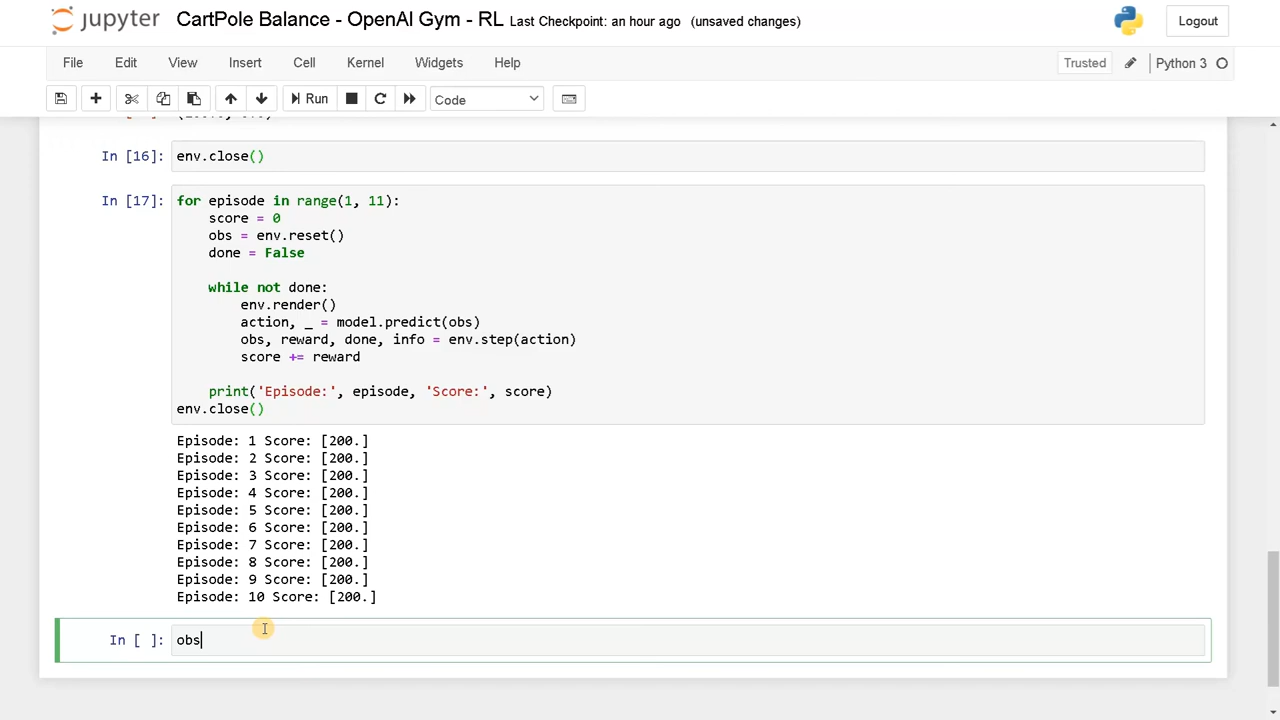 jupyter CartPole Balance - OpenAI Gym - RL Last Checkpoint: an hour ago (unsaved changes) Logout
File Edit View Insert Cell Kernel Widgets Help Trusted Python 3
Run Code
In [16]: env.close()
In [17]: for episode in range(1, 11):
    score = 0
    obs = env.reset()
    done = False
    while not done:
        env.render()
        action, _ = model.predict(obs)
        obs, reward, done, info = env.step(action)
        score += reward
    print('Episode:', episode, 'Score:', score)
env.close()
Episode: 1 Score: [200.]
Episode: 2 Score: [200.]
Episode: 3 Score: [200.]
Episode: 4 Score: [200.]
Episode: 5 Score: [200.]
Episode: 6 Score: [200.]
Episode: 7 Score: [200.]
Episode: 8 Score: [200.]
Episode: 9 Score: [200.]
Episode: 10 Score: [200.]
In [ ]: obs